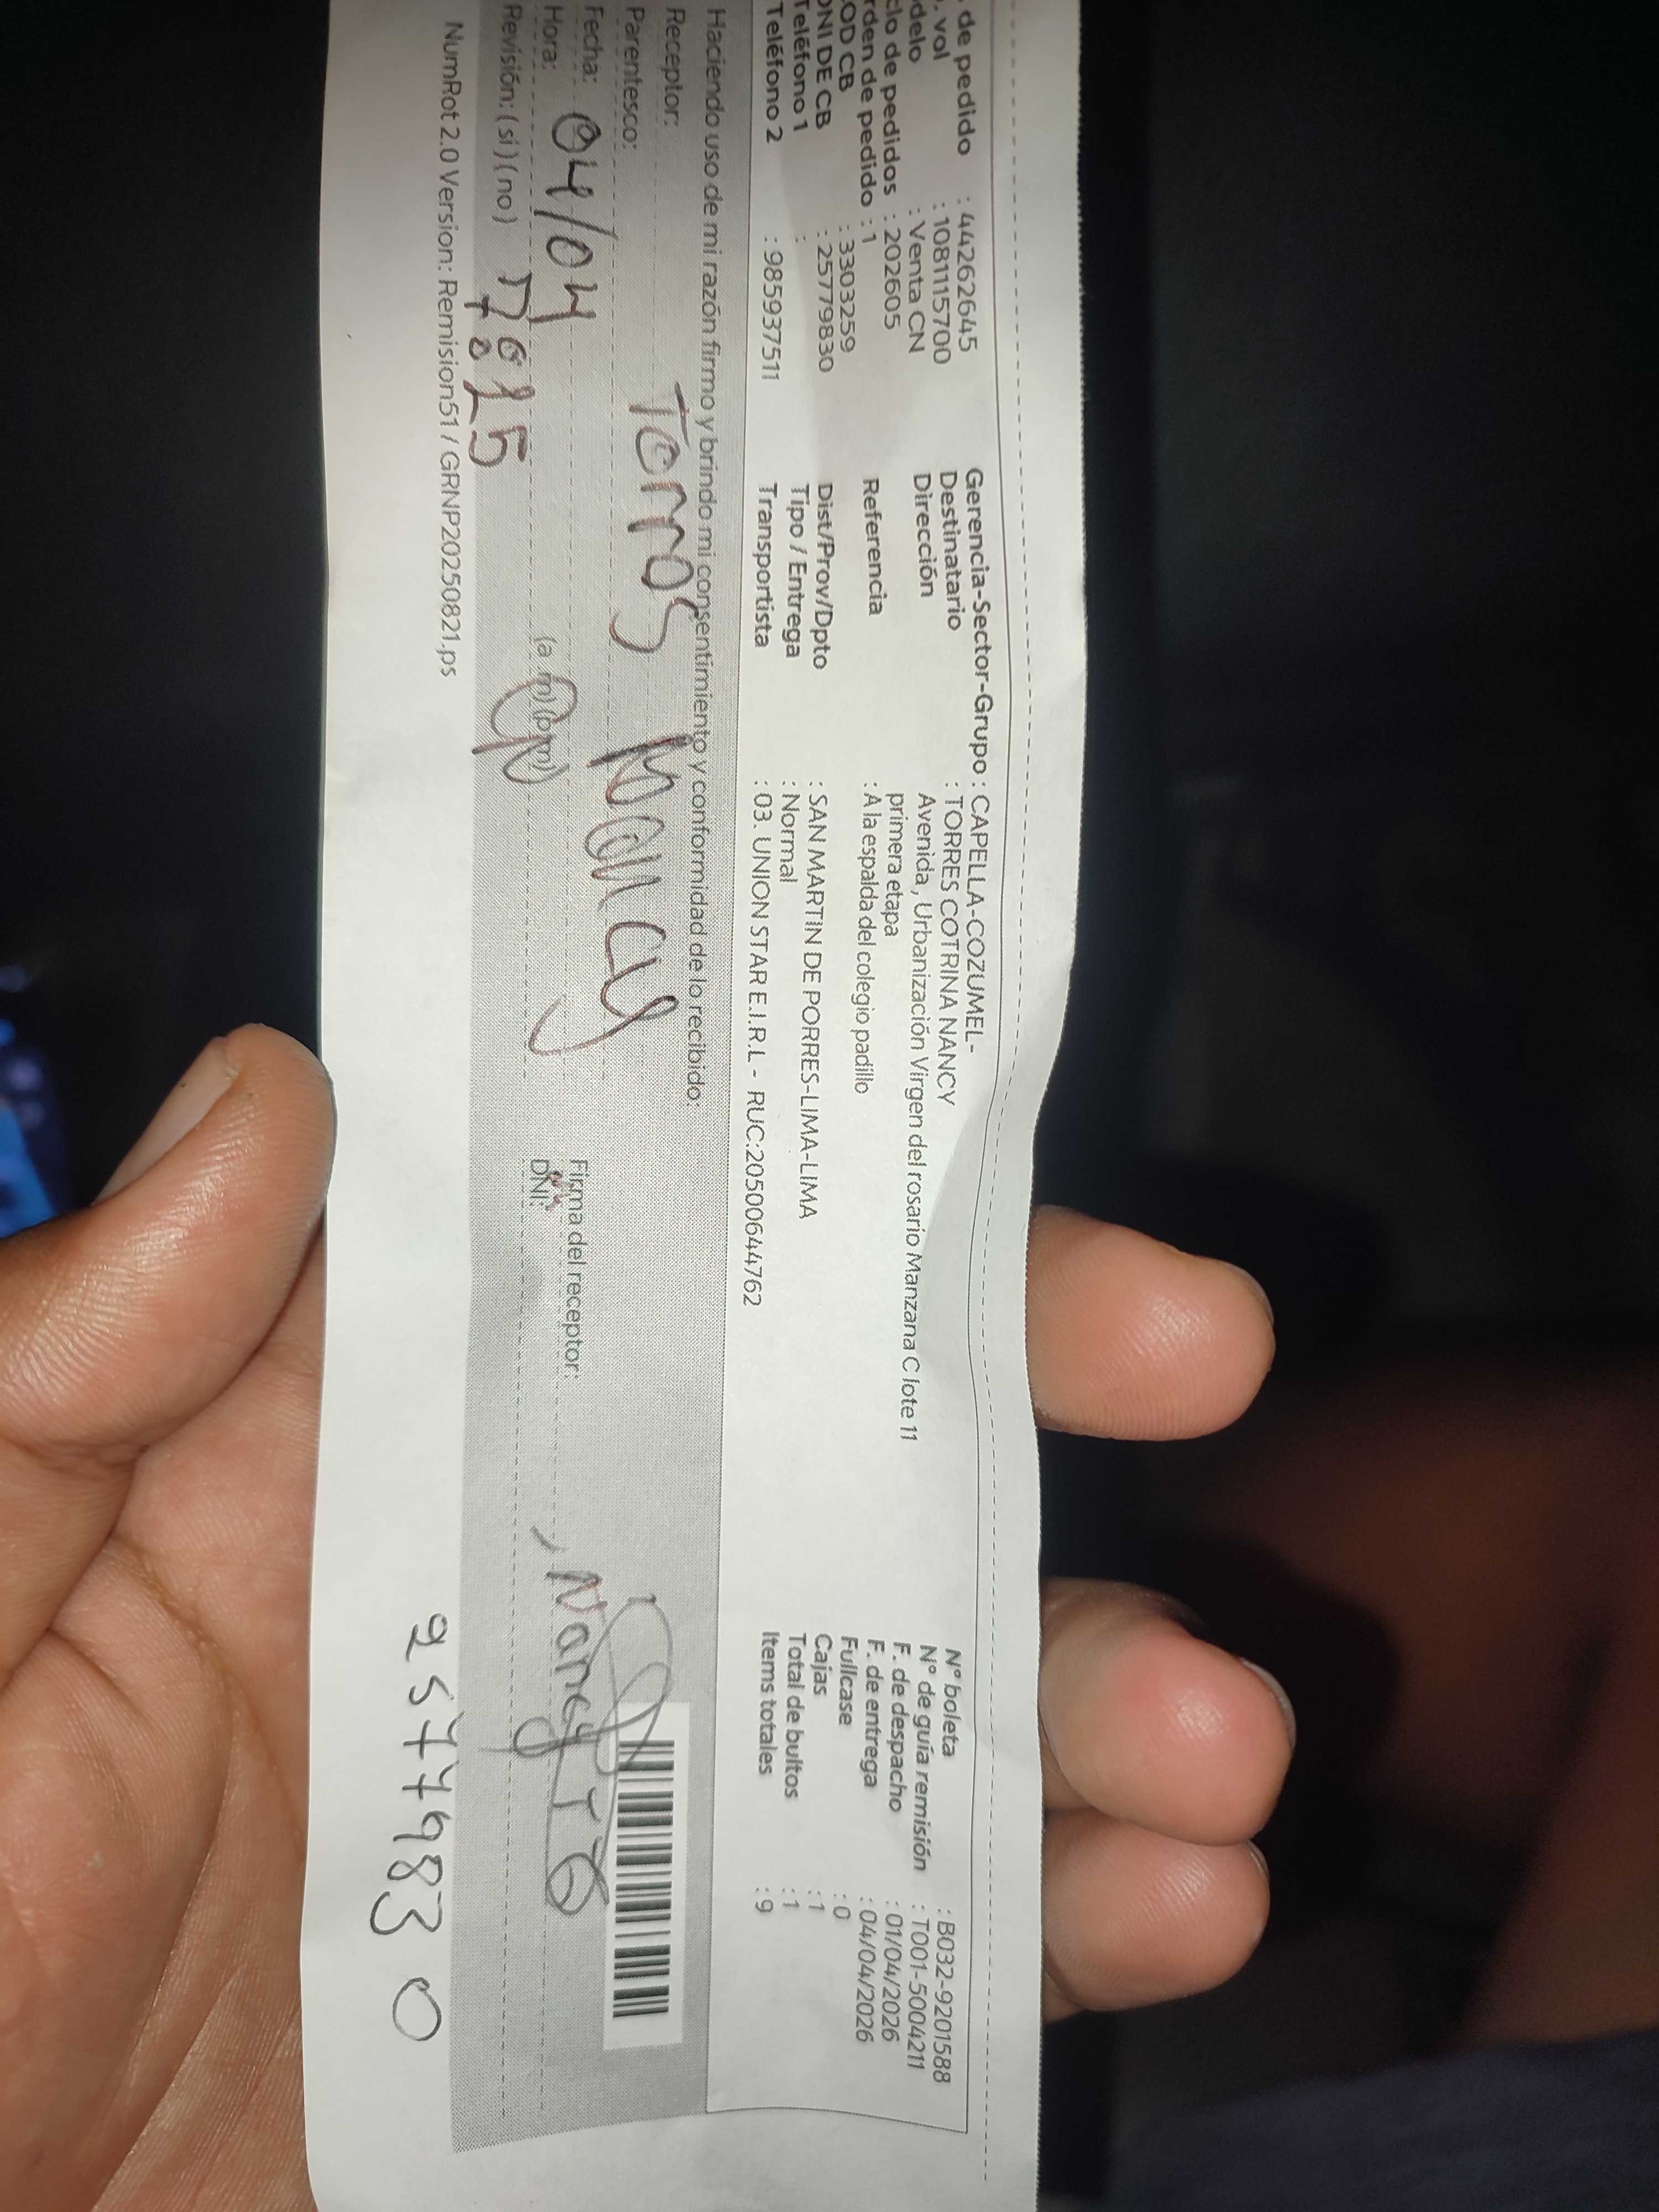 . de pedido : 44262645
. vol : 1081115700
delo : Venta CN
clo de pedidos : 202605
rden de pedido : 1
OD CB : 3303259
DNI DE CB : 25779830
Teléfono 1 :
Teléfono 2 : 985937511
Gerencia-Sector-Grupo : CAPELLA-COZUMEL-
Destinatario : TORRES COTRINA NANCY
Dirección Avenida , Urbanización Virgen del rosario Manzana C lote 11
primera etapa
Referencia : A la espalda del colegio padillo
Dist/Prov/Dpto : SAN MARTIN DE PORRES-LIMA-LIMA
Tipo / Entrega : Normal
Transportista : 03. UNION STAR E.I.R.L - RUC:20500644762
N° boleta : B032-9201588
N° de guía remisión : T001-5004211
F. de despacho : 01/04/2026
F. de entrega : 04/04/2026
Fullcase : 0
Cajas : 1
Total de bultos : 1
Items totales : 9
Haciendo uso de mi razón firmo y brindo mi consentimiento y conformidad de lo recibido:
Receptor: Torres Nancy
Parentesco:
Fecha: 04/04
Hora: (a.m)(p.m)
Revisión: ( sí ) ( no )
Firma del receptor: Nancy T
DNI:
25779830
NumRot 2.0 Version: Remision51 / GRNP20250821.ps